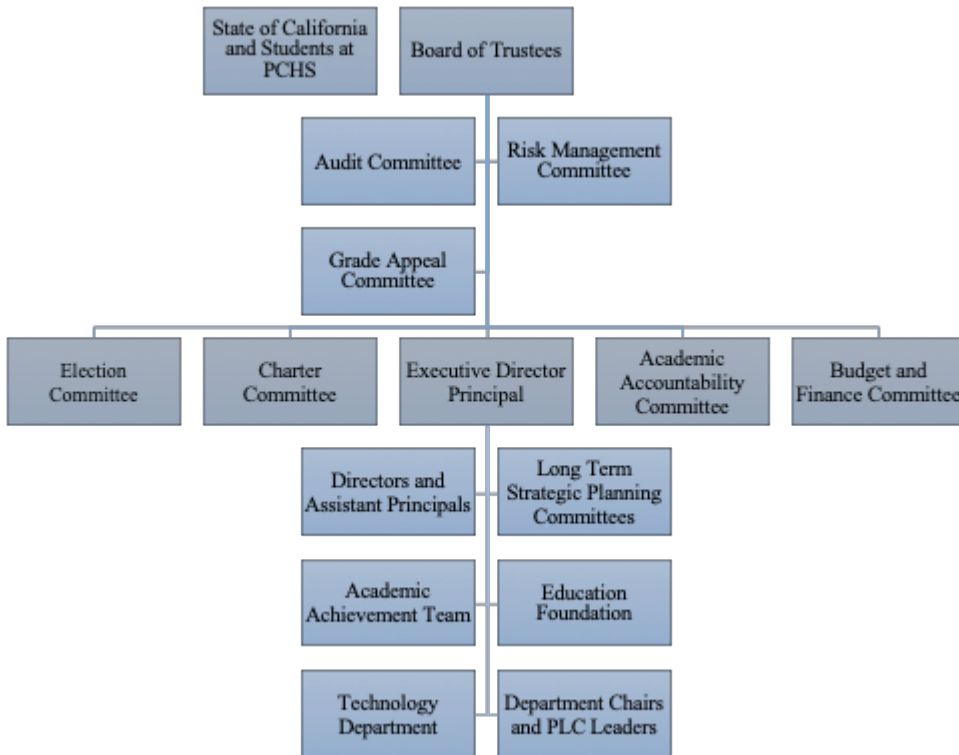 State of California
and Students at
PCHS
Board of Trustees
Audit Committee
Risk Management
Committee
Grade Appeal
Committee
Election
Committee
Charter
Committee
Executive Director
Principal
Academic
Accountability
Committee
Budget and
Finance Committee
Directors and
Assistant Principals
Long Term
Strategic Planning
Committees
Academic
Achievement Team
Education
Foundation
Technology
Department
Department Chairs
and PLC Leaders